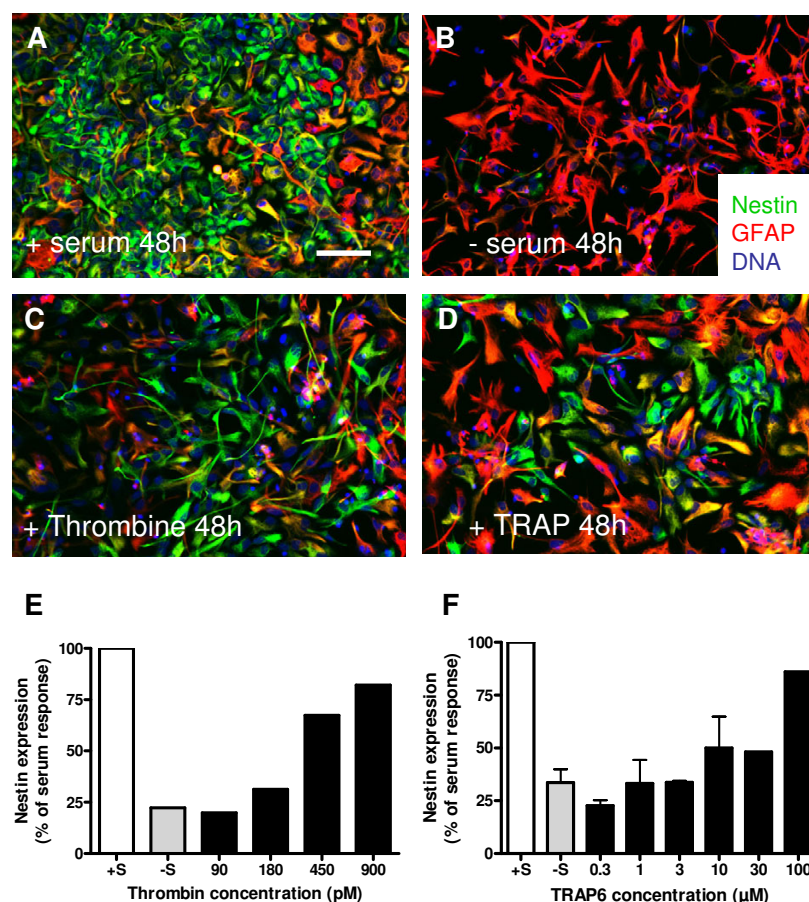 A
+ serum 48h
B
- serum 48h
Nestin
GFAP
DNA
C
+ Thrombine 48h
D
+ TRAP 48h
E
Nestin expression
(% of serum response)
100
75
50
25
0
+S -S 90 180 450 900
Thrombin concentration (pM)
F
Nestin expression
(% of serum response)
100
75
50
25
0
+S -S 0.3 1 3 10 30 100
TRAP6 concentration (µM)